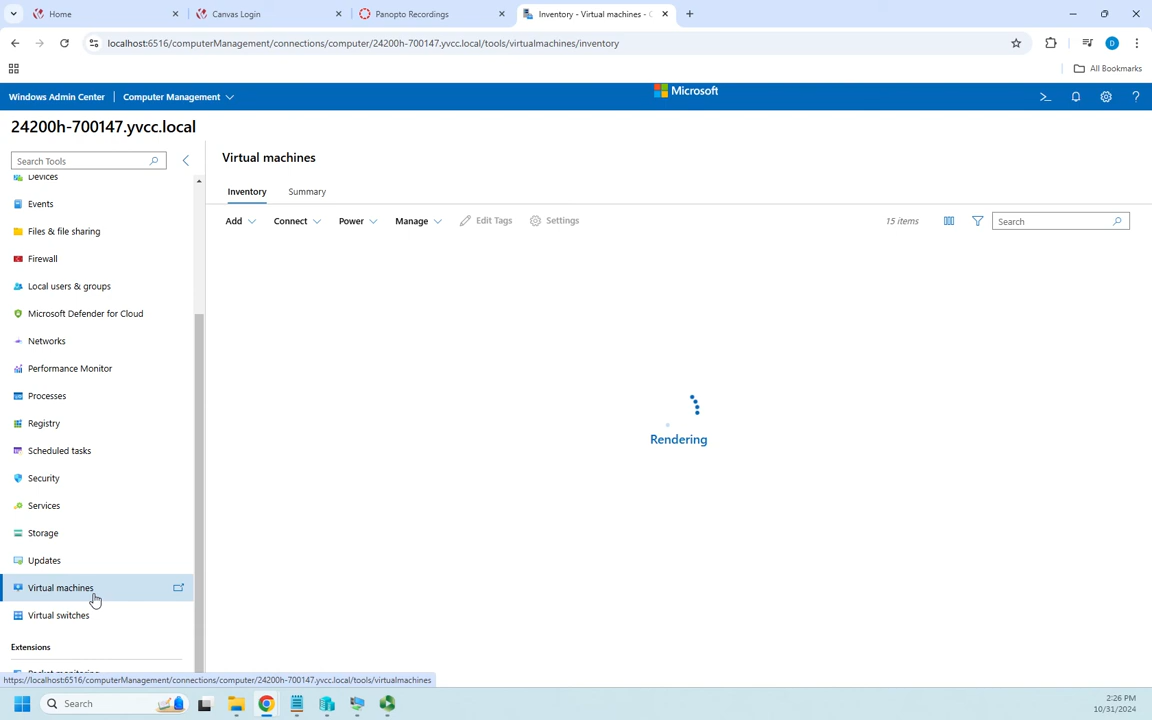 Home
Canvas Login
Panopto Recordings
Inventory - Virtual machines - C
localhost:6516/computerManagement/connections/computer/24200h-700147.yvcc.local/tools/virtualmachines/inventory
D
All Bookmarks
Windows Admin Center | Computer Management
Microsoft
24200h-700147.yvcc.local
Search Tools
Virtual machines
Inventory
Summary
Add
Connect
Power
Manage
Edit Tags
Settings
15 items
Search
Devices
Events
Files & file sharing
Firewall
Local users & groups
Microsoft Defender for Cloud
Networks
Performance Monitor
Processes
Registry
Scheduled tasks
Security
Services
Storage
Updates
Virtual machines
Virtual switches
Extensions
Packet monitoring
Rendering
https://localhost:6516/computerManagement/connections/computer/24200h-700147.yvcc.local/tools/virtualmachines
Search
2:26 PM
10/31/2024